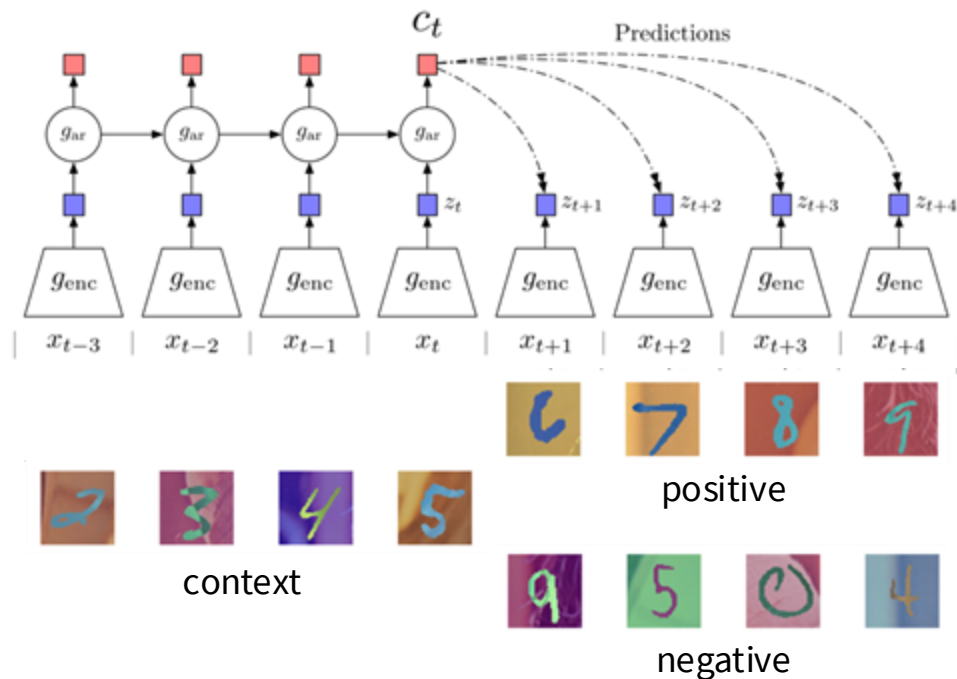 c_t
Predictions
g_ar g_ar g_ar g_ar
z_t z_{t+1} z_{t+2} z_{t+3} z_{t+4}
g_enc g_enc g_enc g_enc g_enc g_enc g_enc g_enc
x_{t−3} x_{t−2} x_{t−1} x_t x_{t+1} x_{t+2} x_{t+3} x_{t+4}
6 7 8 9
positive
2 3 4 5
context
9 5 0 4
negative